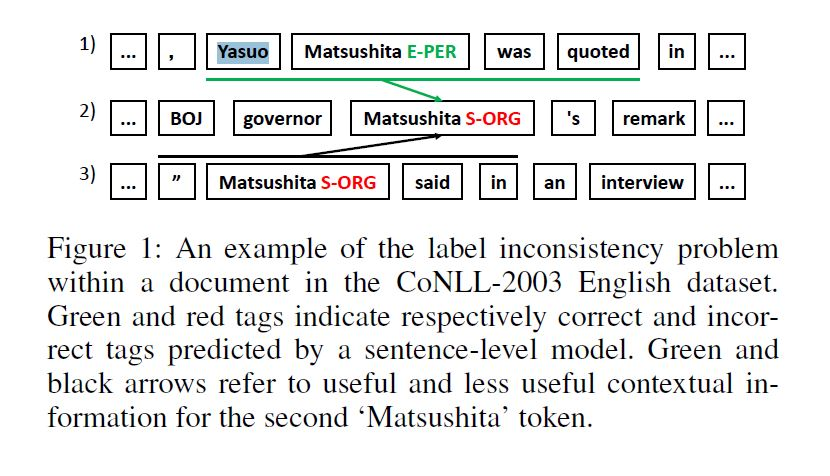 1) ... , Yasuo Matsushita E-PER was quoted in ...
2) ... BOJ governor Matsushita S-ORG 's remark ...
3) ... ” Matsushita S-ORG said in an interview ...
Figure 1: An example of the label inconsistency problem
within a document in the CoNLL-2003 English dataset.
Green and red tags indicate respectively correct and incor-
rect tags predicted by a sentence-level model. Green and
black arrows refer to useful and less useful contextual in-
formation for the second ‘Matsushita’ token.